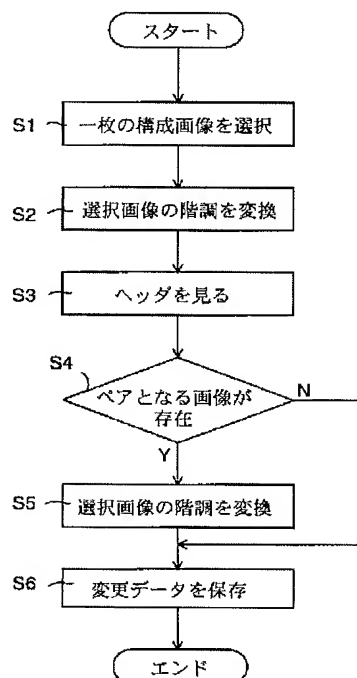 スタート
S1
一枚の構成画像を選択
S2
選択画像の階調を変換
S3
ヘッダを見る
S4
ペアとなる画像が
存在
N
Y
S5
選択画像の階調を変換
S6
変更データを保存
エンド